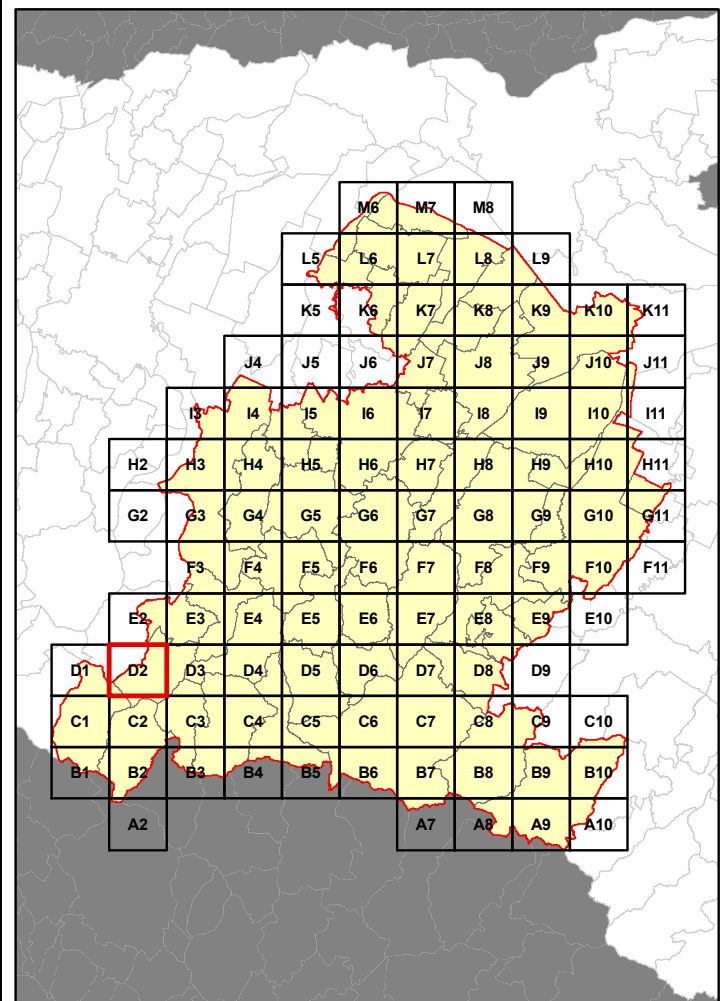 M6 M7 M8
L5 L6 L7 L8 L9
K5 K6 K7 K8 K9 K10 K11
J4 J5 J6 J7 J8 J9 J10 J11
I3 I4 I5 I6 I7 I8 I9 I10 I11
H2 H3 H4 H5 H6 H7 H8 H9 H10 H11
G2 G3 G4 G5 G6 G7 G8 G9 G10 G11
F3 F4 F5 F6 F7 F8 F9 F10 F11
E2 E3 E4 E5 E6 E7 E8 E9 E10
D1 D2 D3 D4 D5 D6 D7 D8 D9
C1 C2 C3 C4 C5 C6 C7 C8 C9 C10
B1 B2 B3 B4 B5 B6 B7 B8 B9 B10
A2 A7 A8 A9 A10